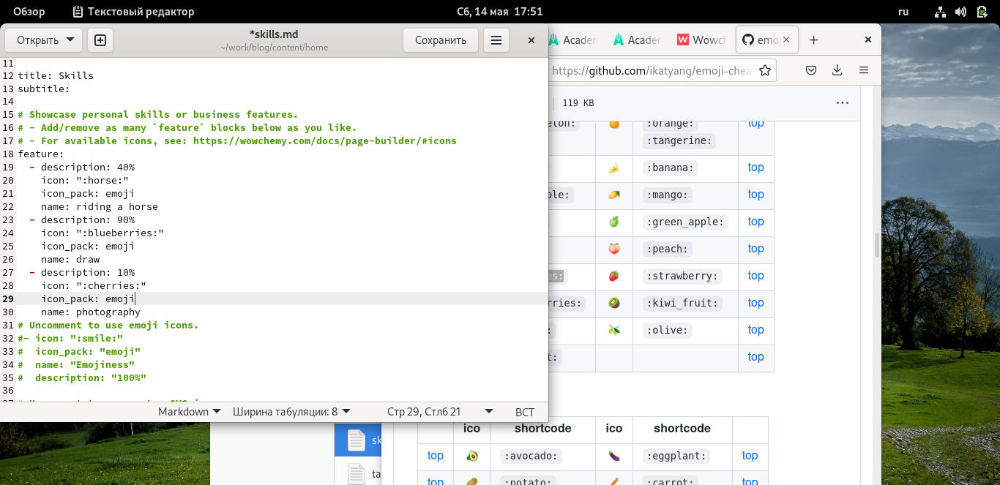 Обзор
Текстовый редактор
Сб, 14 мая 17:51
ru
Открыть
*skills.md
~/work/blog/content/home
Сохранить
11
12 title: Skills
13 subtitle:
14
15 # Showcase personal skills or business features.
16 # - Add/remove as many `feature` blocks below as you like.
17 # - For available icons, see: https://wowchemy.com/docs/page-builder/#icons
18 feature:
19   - description: 40%
20     icon: ":horse:"
21     icon_pack: emoji
22     name: riding a horse
23   - description: 90%
24     icon: ":blueberries:"
25     icon_pack: emoji
26     name: draw
27   - description: 10%
28     icon: ":cherries:"
29     icon_pack: emoji
30     name: photography
31 # Uncomment to use emoji icons.
32 #- icon: ":smile:"
33 #  icon_pack: "emoji"
34 #  name: "Emojiness"
35 #  description: "100%"
36
Markdown
Ширина табуляции: 8
Стр 29, Стлб 21
ВСТ
Academ
Acader
Wowch
emoj
https://github.com/ikatyang/emoji-chea
119 KB
elon: :orange: top
:tangerine:
:banana: top
ple: :mango: top
:green_apple: top
:peach: top
es: :strawberry: top
rries: :kiwi_fruit: top
: :olive: top
t: top
ico shortcode ico shortcode
top :avocado: :eggplant: top
top :potato: :carrot: top
sk
ta